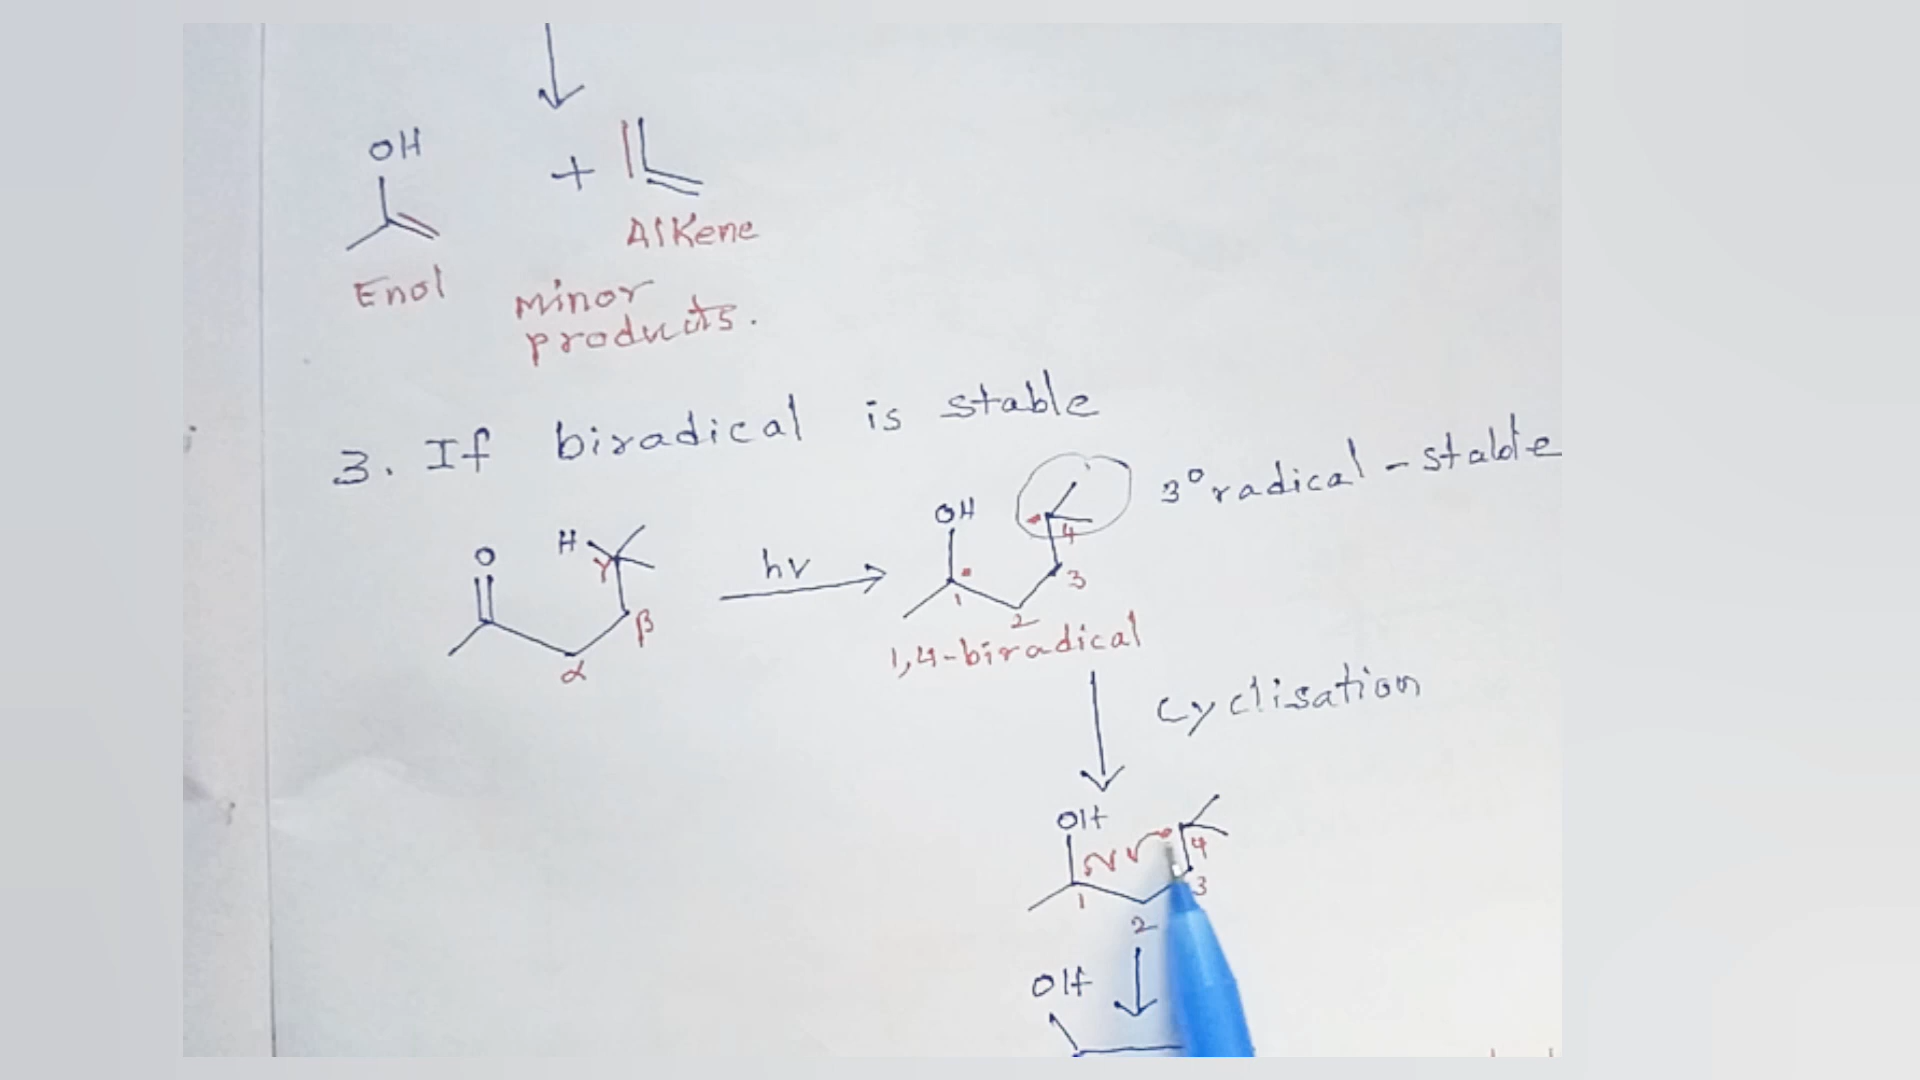 OH
+
Alkene
Enol
Minor
products.
3. If biradical is stable
3° radical - stable
OH
4
H
O
γ
hν
3
1
2
β
α
1,4-biradical
Cyclisation
OH
4
3
1
2
OH